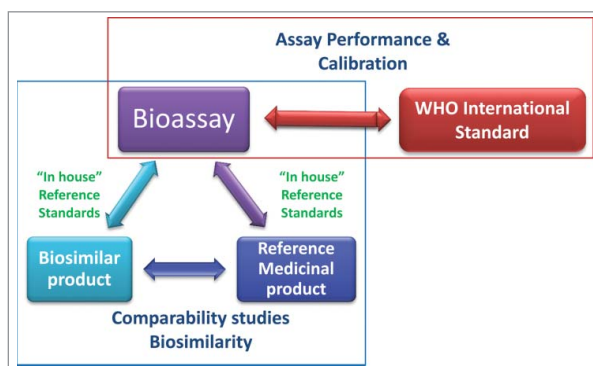 Assay Performance &
Calibration
Bioassay
WHO International
Standard
“In house”
Reference
Standards
“In house”
Reference
Standards
Biosimilar
product
Reference
Medicinal
product
Comparability studies
Biosimilarity